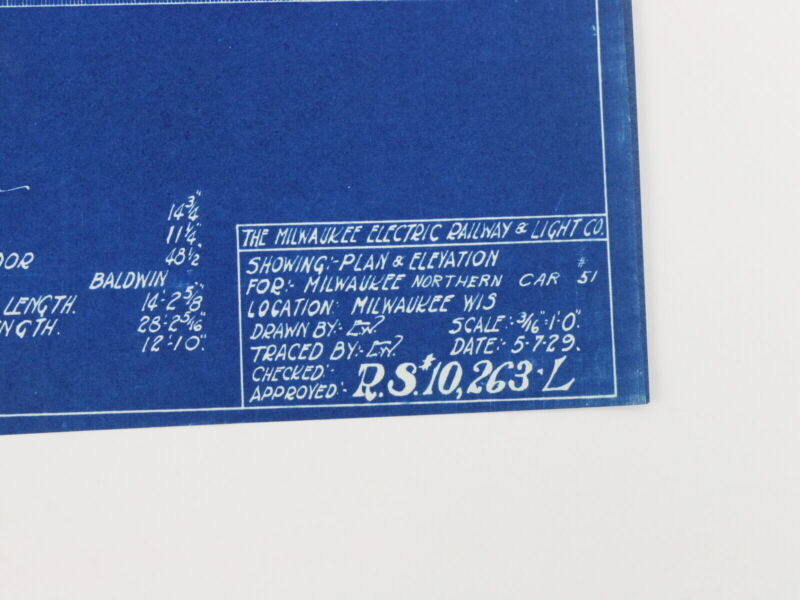 14¾"
11¼"
OOR 48½"
BALDWIN
LENGTH. 14'-2⅝"
NGTH. 28'-2⁵⁄₁₆"
12'-10".
THE MILWAUKEE ELECTRIC RAILWAY & LIGHT CO.
SHOWING:-PLAN & ELEVATION
FOR:- MILWAUKEE NORTHERN CAR #51
LOCATION: MILWAUKEE WIS
DRAWN BY:- SCALE:-3/16"=1'-0".
TRACED BY:- DATE:- 5-7-29.
CHECKED:-
APPROVED:- R.S.#10,263-L